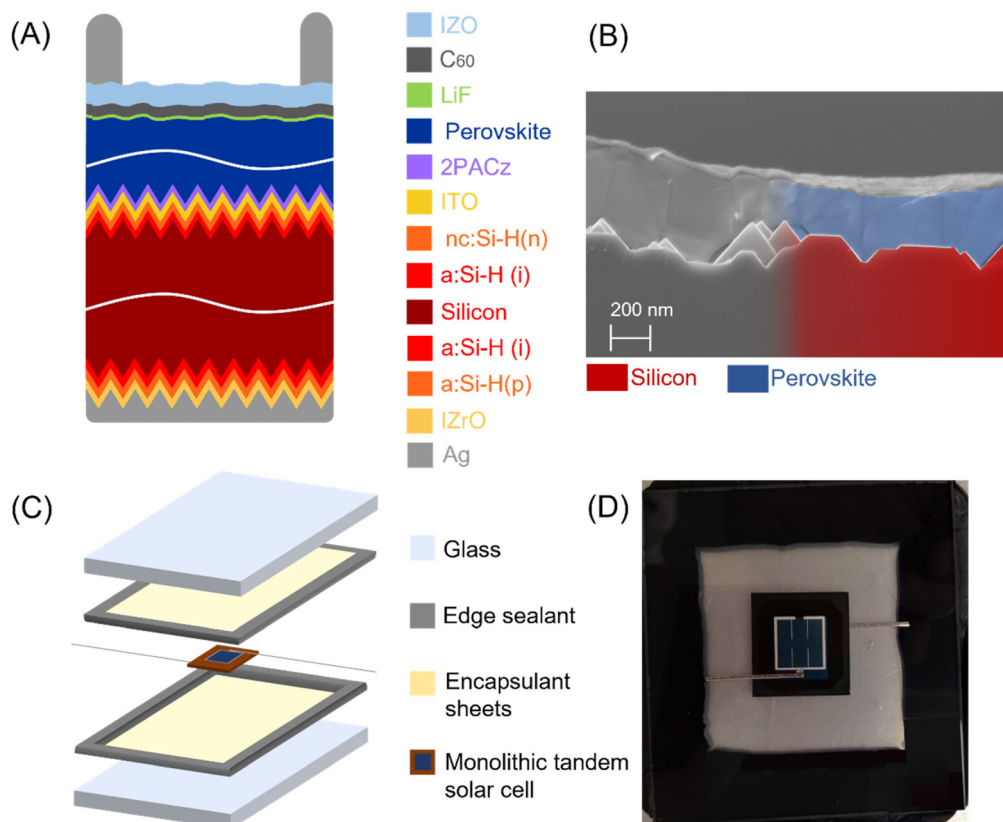 (A)
IZO
C60
LiF
Perovskite
2PACz
ITO
nc:Si-H(n)
a:Si-H (i)
Silicon
a:Si-H (i)
a:Si-H(p)
IZrO
Ag
(B)
200 nm
Silicon
Perovskite
(C)
Glass
Edge sealant
Encapsulant
sheets
Monolithic tandem
solar cell
(D)